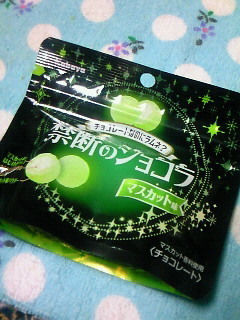 チョコレートなのにラムネ?
禁断のショコラ
マスカット味
マスカット香料使用
〈チョコレート〉